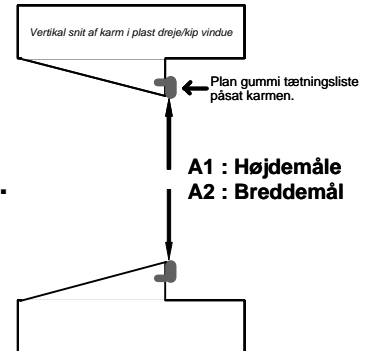 Vertikal snit af karm i plast dreje/kip vindue
Plan gummi tætningsliste
påsat karmen.
A1 : Højdemåle
A2 : Breddemål